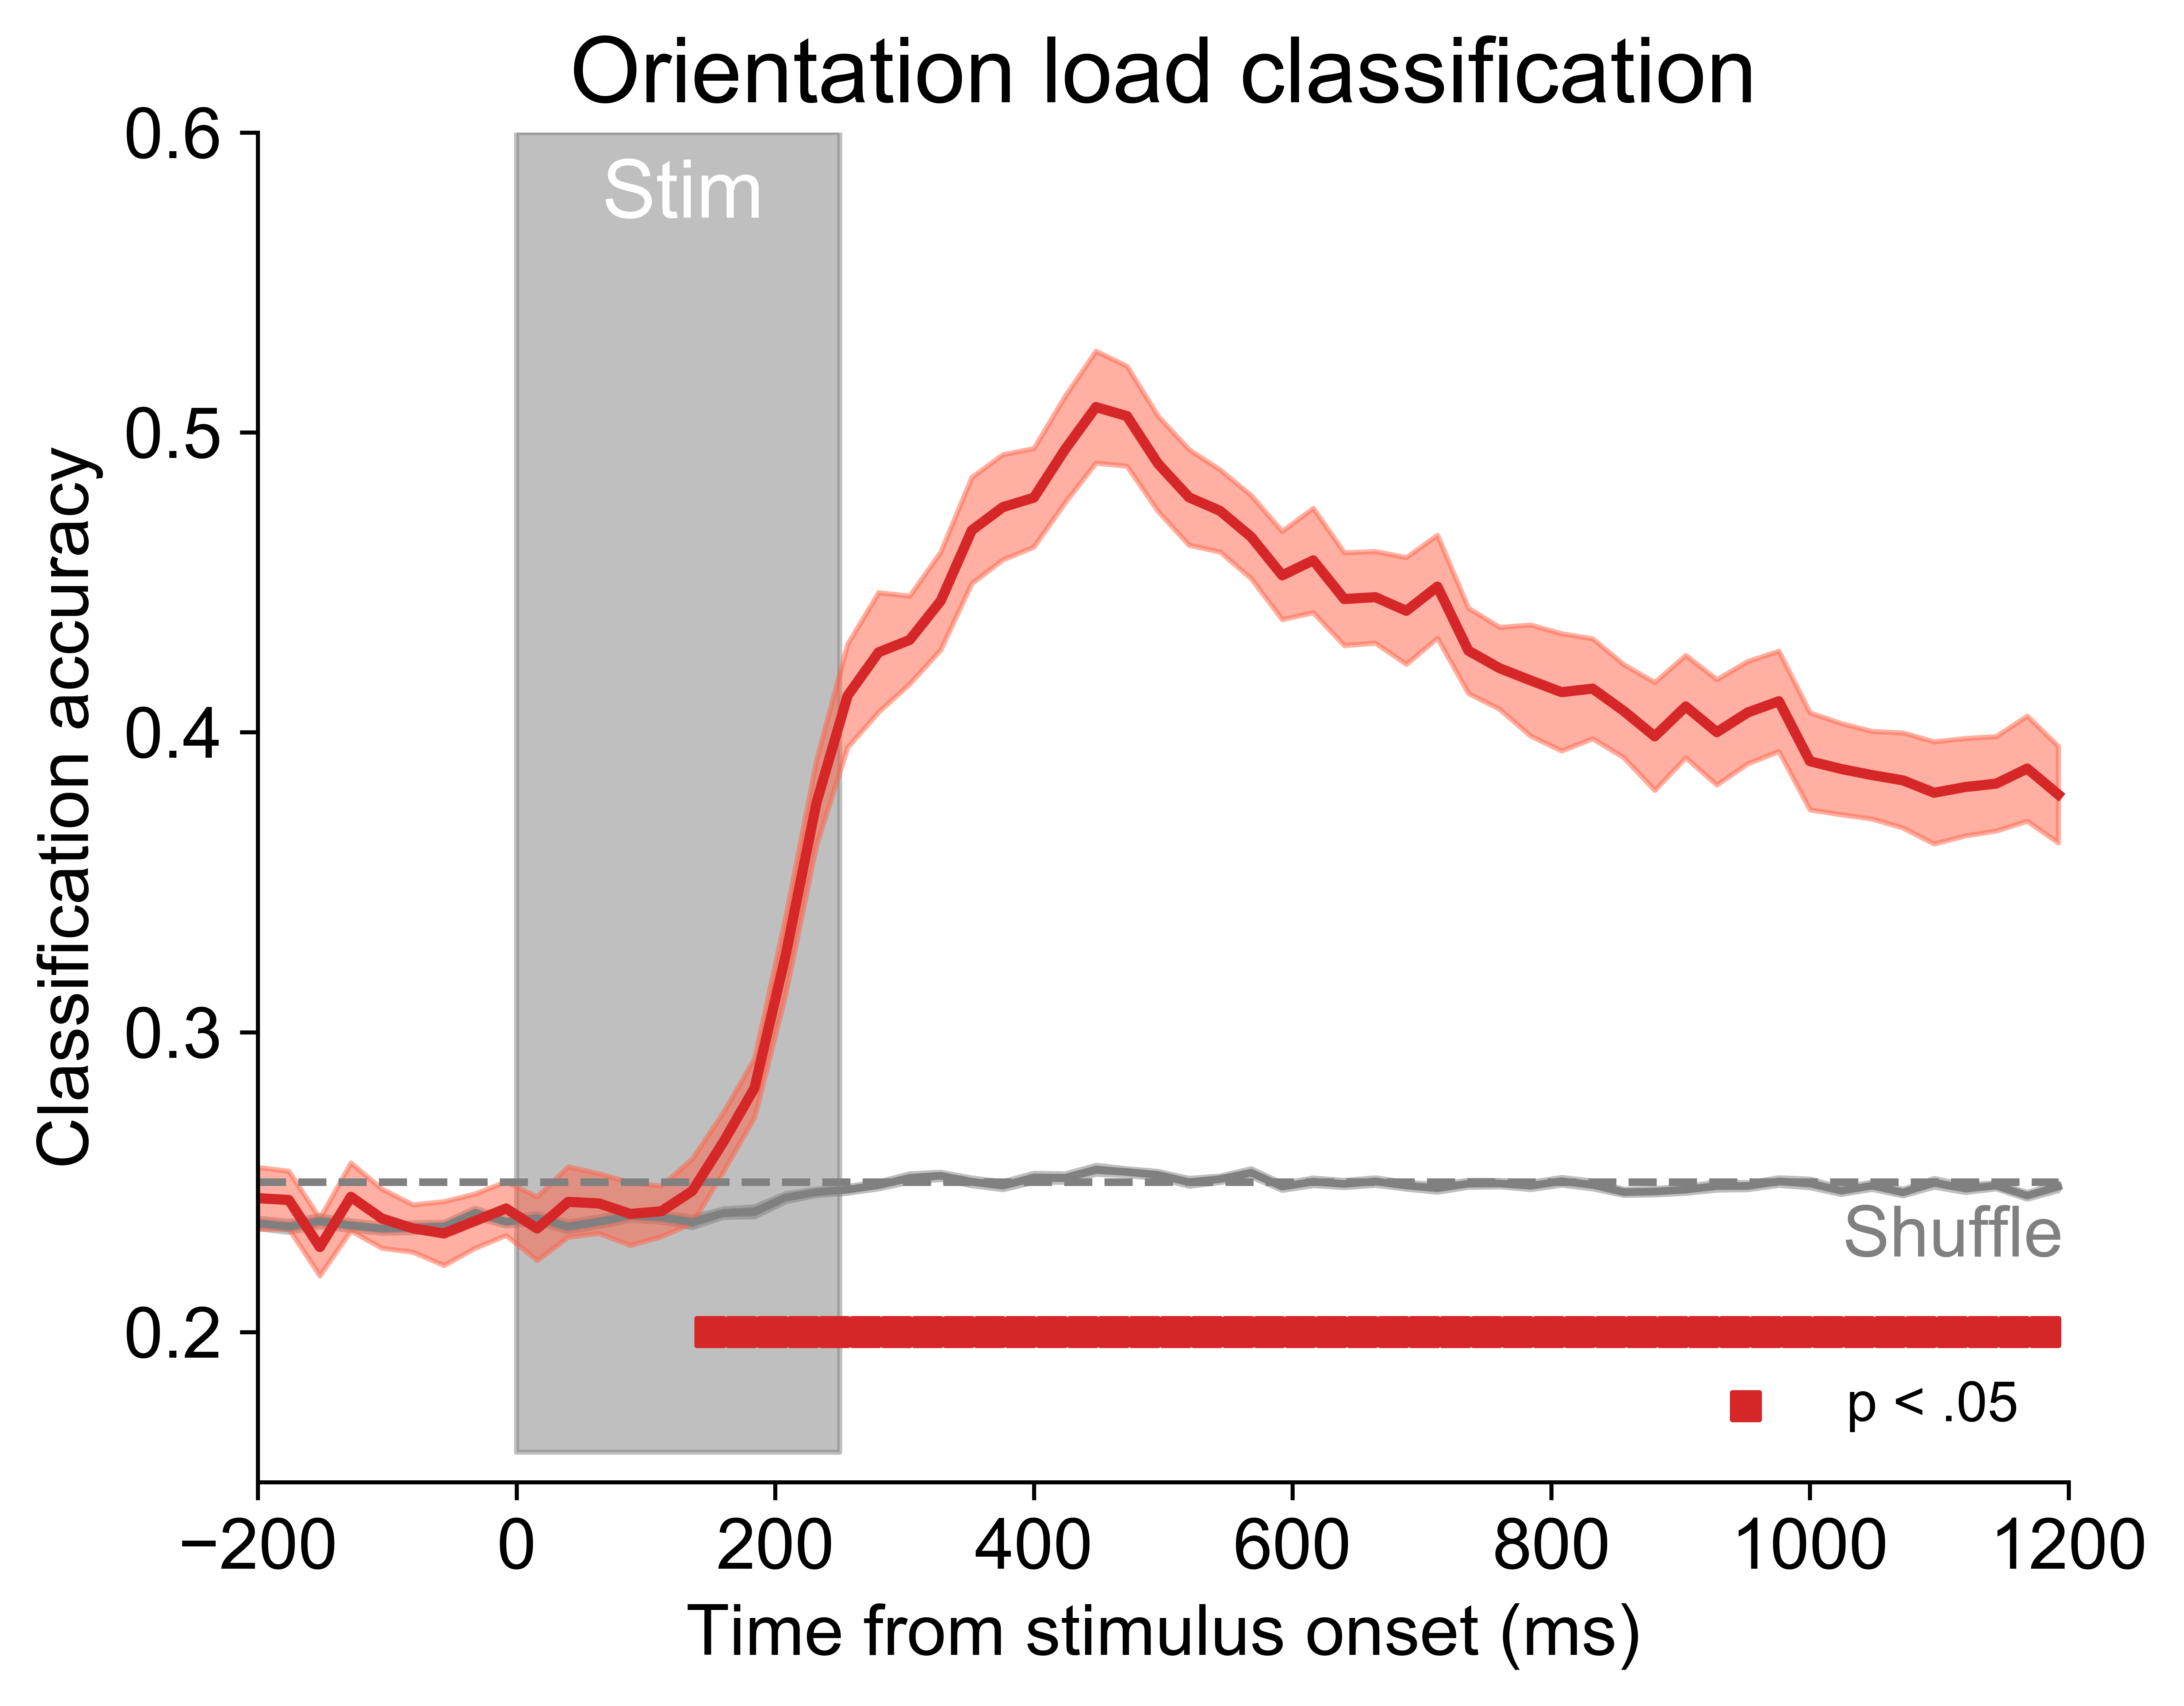 Orientation load classification
0.6
Stim
0.5
0.4
0.3
0.2
Classification accuracy
Shuffle
p < .05
−200 0 200 400 600 800 1000 1200
Time from stimulus onset (ms)